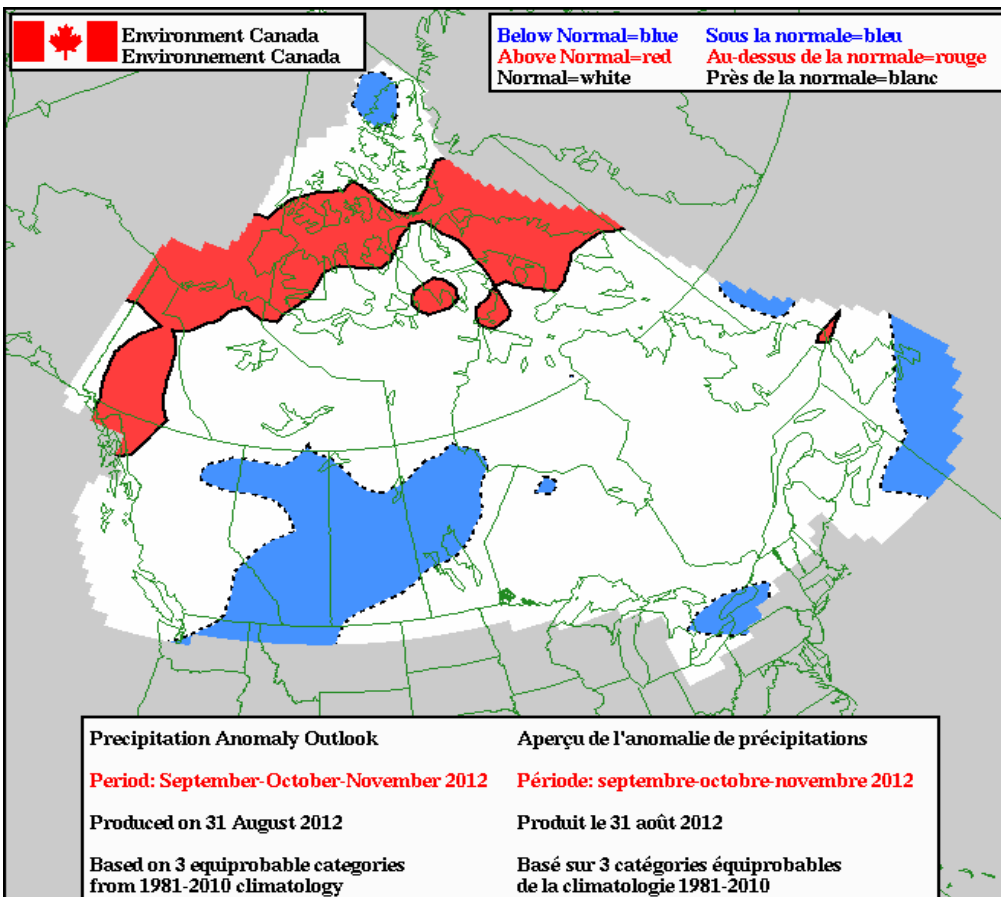 Environment Canada
Environnement Canada
Below Normal=blue Sous la normale=bleu
Above Normal=red Au-dessus de la normale=rouge
Normal=white Près de la normale=blanc
Precipitation Anomaly Outlook Aperçu de l'anomalie de précipitations
Period: September-October-November 2012 Période: septembre-octobre-novembre 2012
Produced on 31 August 2012 Produit le 31 août 2012
Based on 3 equiprobable categories Basé sur 3 catégories équiprobables
from 1981-2010 climatology de la climatologie 1981-2010